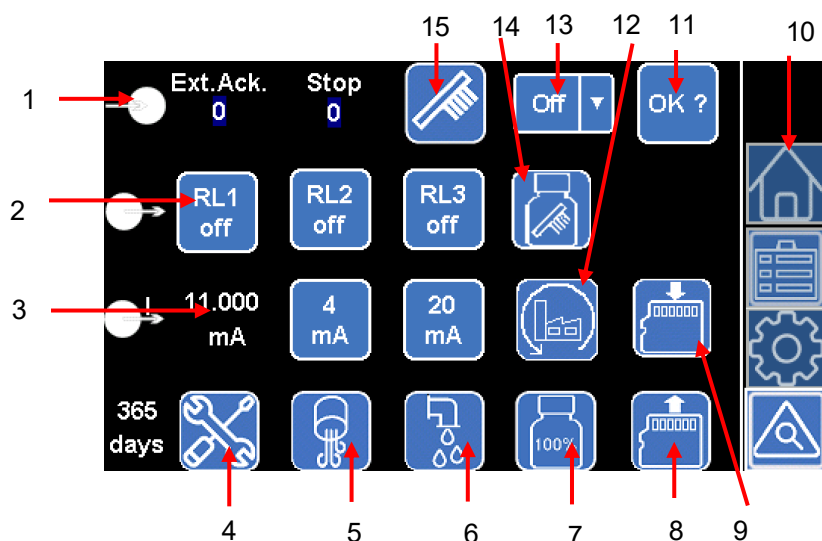 15 14 13 12 11 10
1 Ext.Ack. Stop
0 0 Off ▼ OK ?
2 RL1 RL2 RL3
off off off
3 11.000 4 20
mA mA mA
365
days 100%
4 5 6 7 8 9